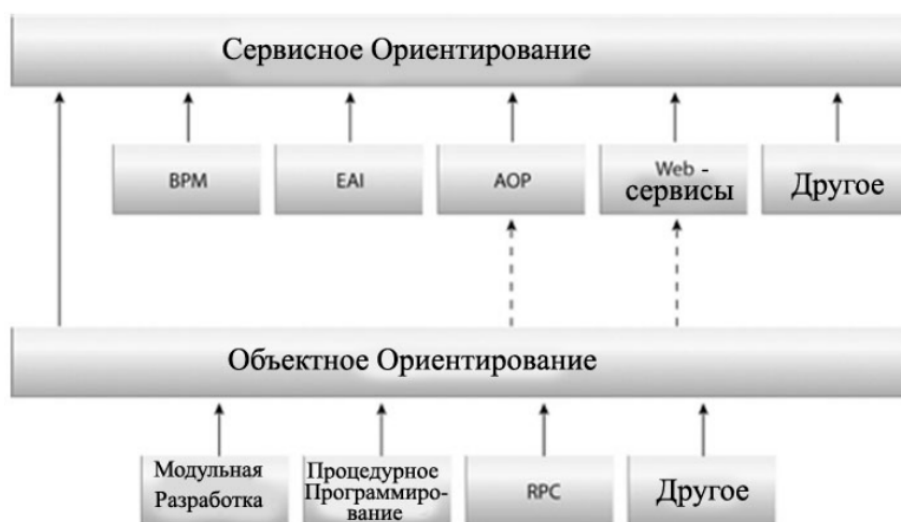 Сервисное Ориентирование
BPM
EAI
AOP
Web -
сервисы
Другое
Объектное Ориентирование
Модульная
Разработка
Процедурное
Программиро-
вание
RPC
Другое